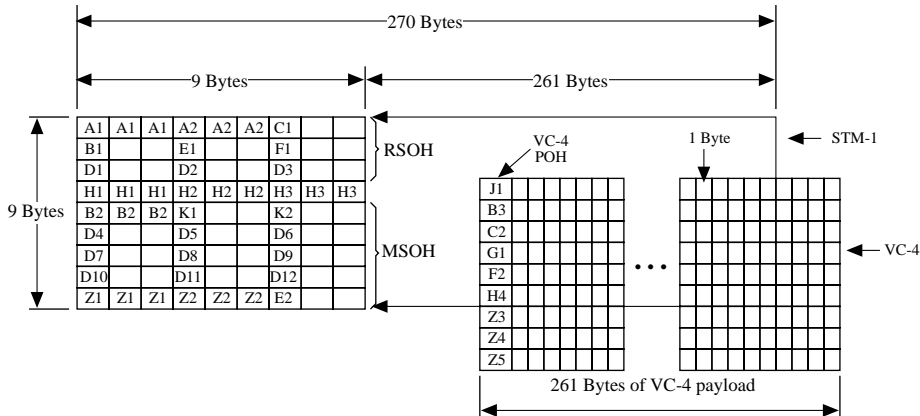 270 Bytes
9 Bytes
261 Bytes
A1 A1 A1 A2 A2 A2 C1
B1 E1 F1
D1 D2 D3
H1 H1 H1 H2 H2 H2 H3 H3 H3
B2 B2 B2 K1 K2
D4 D5 D6
D7 D8 D9
D10 D11 D12
Z1 Z1 Z1 Z2 Z2 Z2 E2
9 Bytes
RSOH
MSOH
VC-4
POH
1 Byte
STM-1
VC-4
J1
B3
C2
G1
F2
H4
Z3
Z4
Z5
261 Bytes of VC-4 payload